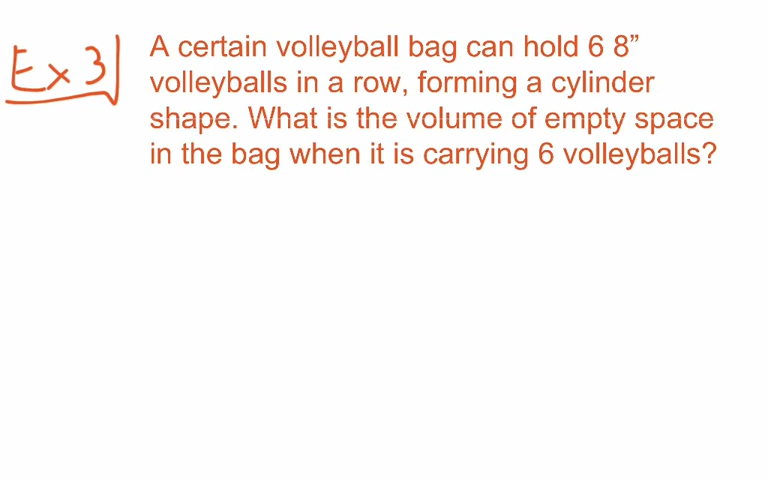 Ex 3
A certain volleyball bag can hold 6 8”
volleyballs in a row, forming a cylinder
shape. What is the volume of empty space
in the bag when it is carrying 6 volleyballs?